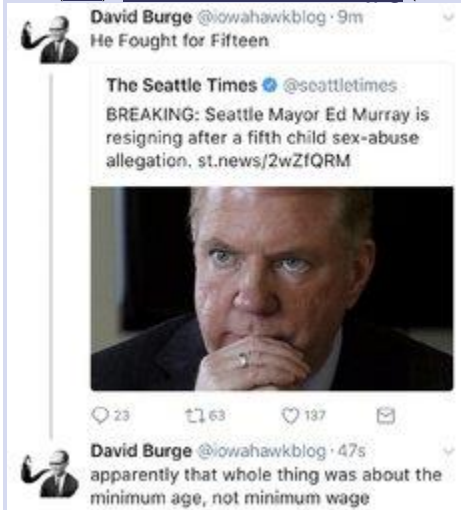 David Burge @iowahawkblog · 9m
He Fought for Fifteen
The Seattle Times @seattletimes
BREAKING: Seattle Mayor Ed Murray is
resigning after a fifth child sex-abuse
allegation. st.news/2wZfQRM
23 63 137
David Burge @iowahawkblog · 47s
apparently that whole thing was about the
minimum age, not minimum wage